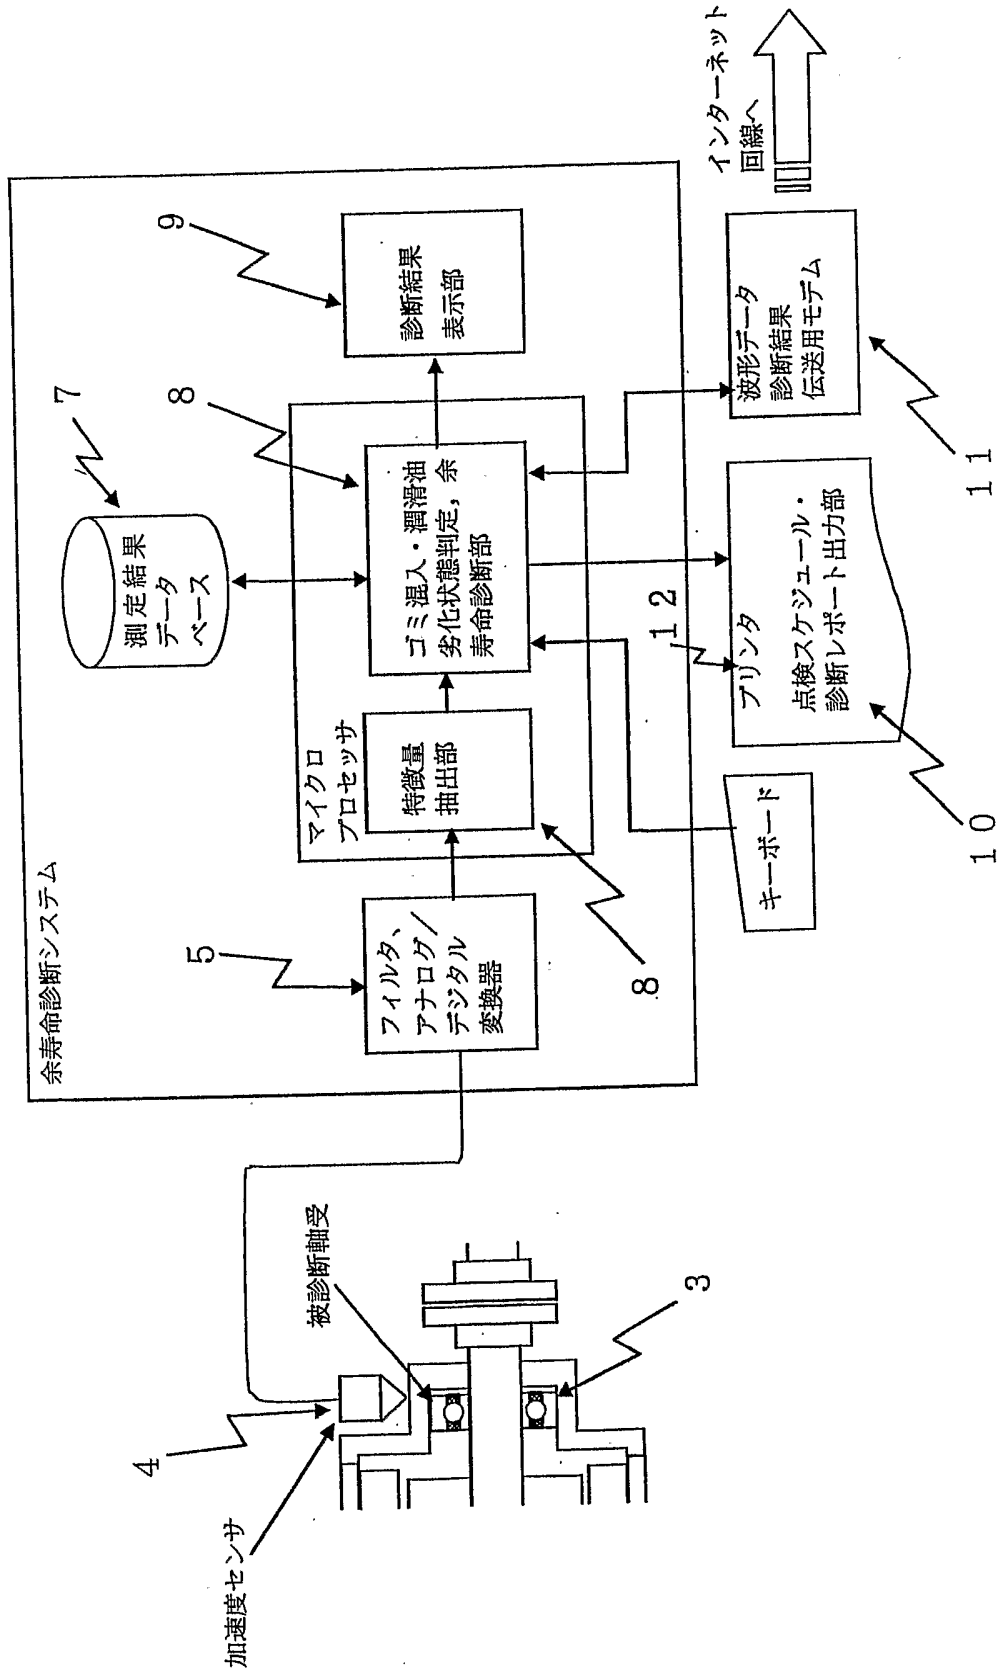 余寿命診断システム
7
測定結果
データ
ベース
9
診断結果
表示部
8
ゴミ混入・潤滑油
劣化状態判定，余
寿命診断部
マイクロ
プロセッサ
特徴量
抽出部
8
5
フィルタ、
アナログ／
デジタル
変換器
4
加速度センサ
被診断軸受
3
キーボード
12
プリンタ
点検スケジュール・
診断レポート出力部
10
波形データ
診断結果
伝送用モデム
11
インターネット
回線へ